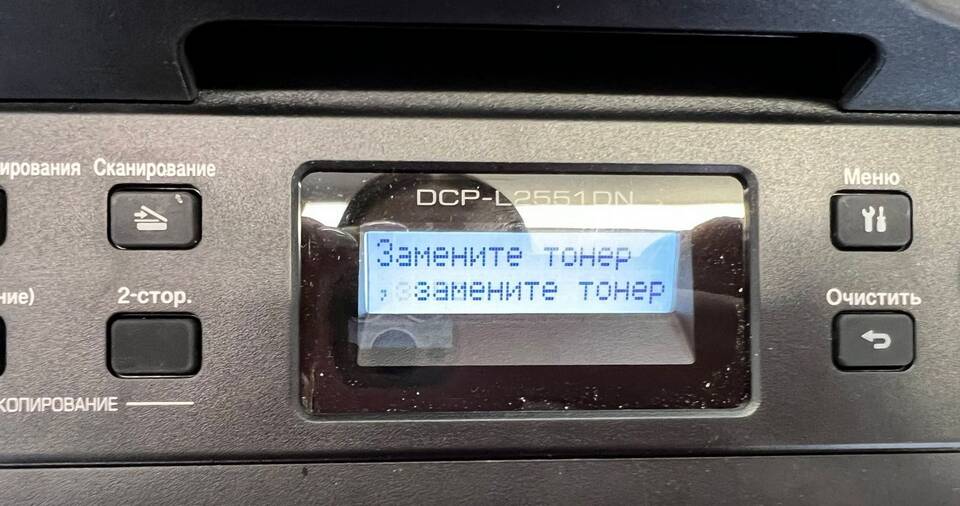 ирования Сканирование
DCP-L2551DN
Меню
Замените тонер
, замените тонер
ние) 2-стор.
Очистить
КОПИРОВАНИЕ